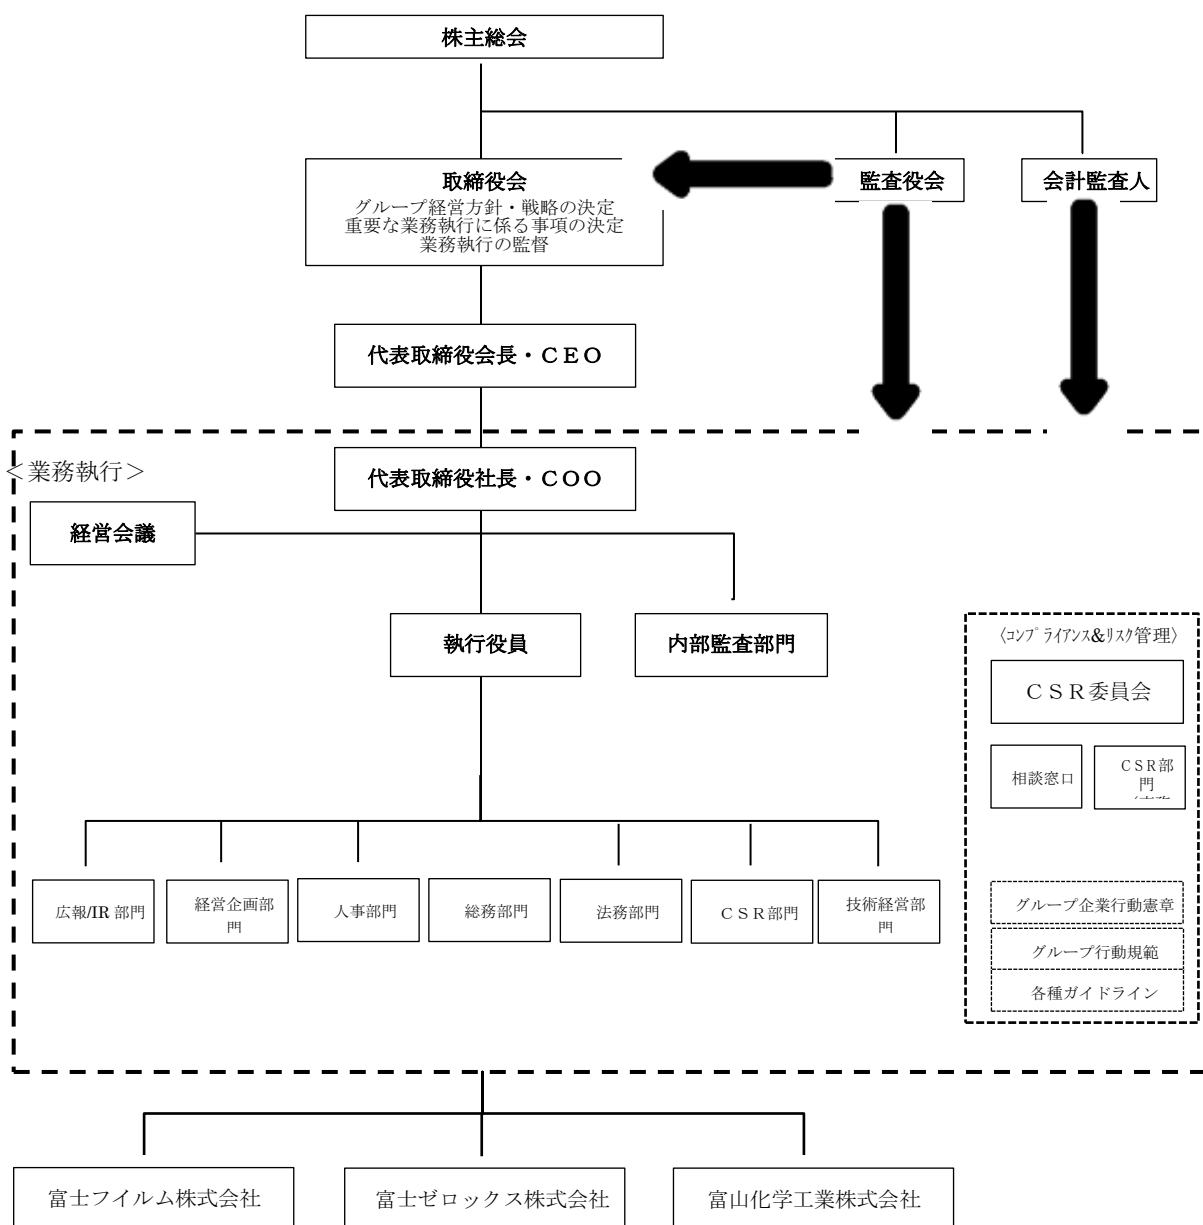 株主総会
取締役会
グループ経営方針・戦略の決定
重要な業務執行に係る事項の決定
業務執行の監督
監査役会
会計監査人
代表取締役会長・ＣＥＯ
＜業務執行＞
代表取締役社長・ＣＯＯ
経営会議
執行役員
内部監査部門
〈ｺﾝﾌﾟﾗｲｱﾝｽ&ﾘｽｸ管理〉
ＣＳＲ委員会
相談窓口
ＣＳＲ部
門
広報/IR 部門
経営企画部
門
人事部門
総務部門
法務部門
ＣＳＲ部門
技術経営部
門
グループ企業行動憲章
グループ行動規範
各種ガイドライン
富士フイルム株式会社
富士ゼロックス株式会社
富山化学工業株式会社